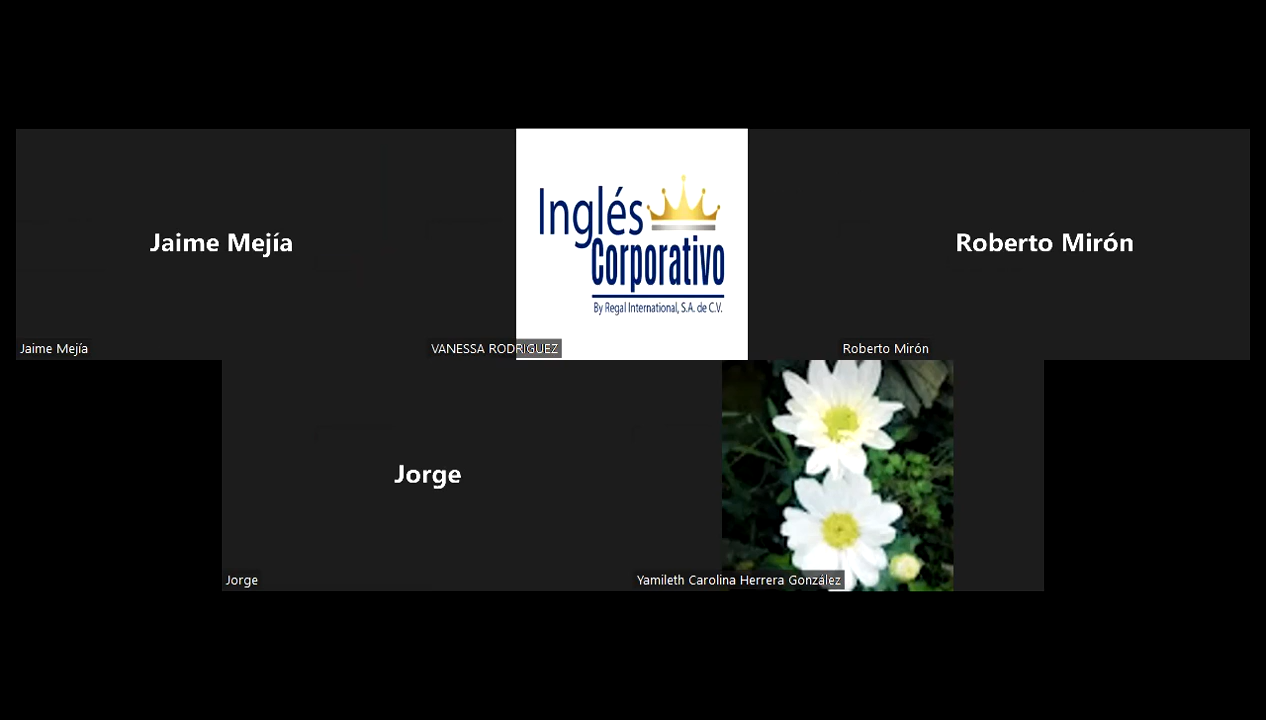 Jaime Mejía
Inglés
Corporativo
By Regal International, S.A. de C.V.
Roberto Mirón
Jaime Mejía
VANESSA RODRIGUEZ
Roberto Mirón
Jorge
Jorge
Yamileth Carolina Herrera González